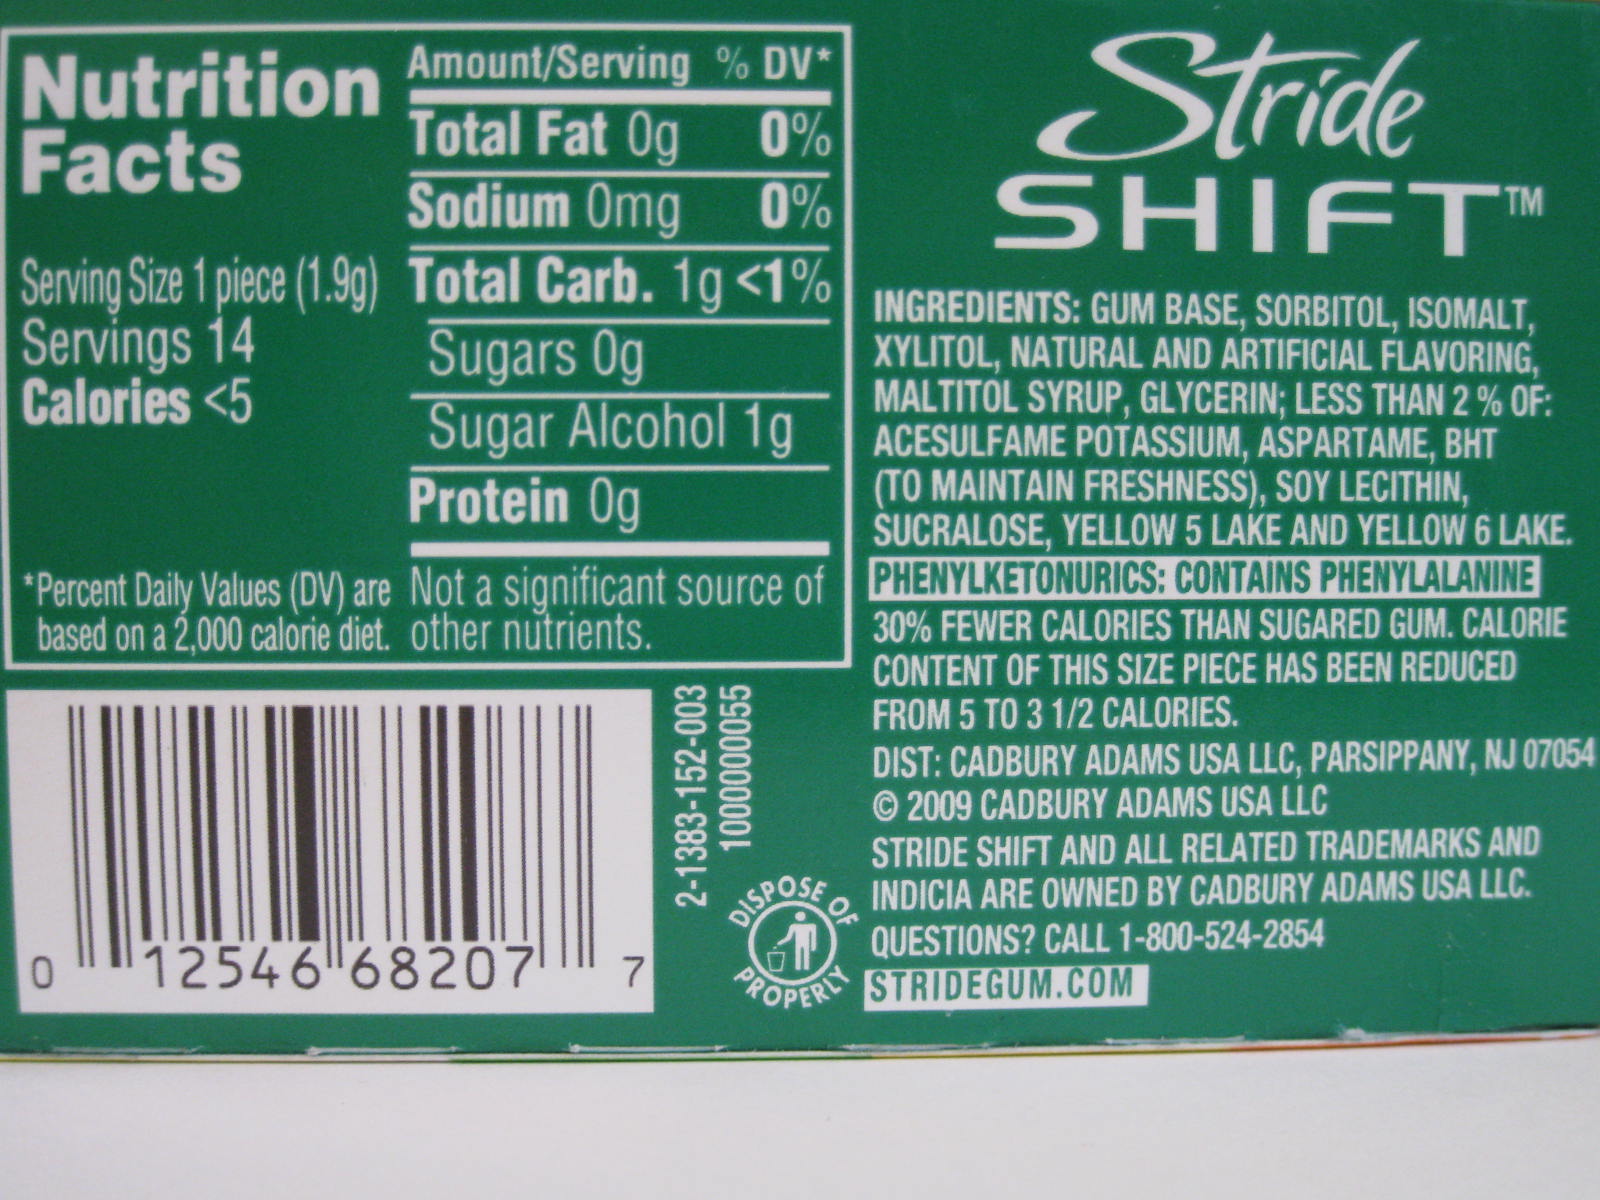 Nutrition
Facts
Serving Size 1 piece (1.9g)
Servings 14
Calories <5
*Percent Daily Values (DV) are
based on a 2,000 calorie diet.
Amount/Serving % DV*
Total Fat 0g 0%
Sodium 0mg 0%
Total Carb. 1g <1%
Sugars 0g
Sugar Alcohol 1g
Protein 0g
Not a significant source of
other nutrients.
Stride
SHIFT™
INGREDIENTS: GUM BASE, SORBITOL, ISOMALT,
XYLITOL, NATURAL AND ARTIFICIAL FLAVORING,
MALTITOL SYRUP, GLYCERIN; LESS THAN 2 % OF:
ACESULFAME POTASSIUM, ASPARTAME, BHT
(TO MAINTAIN FRESHNESS), SOY LECITHIN,
SUCRALOSE, YELLOW 5 LAKE AND YELLOW 6 LAKE.
PHENYLKETONURICS: CONTAINS PHENYLALANINE
30% FEWER CALORIES THAN SUGARED GUM. CALORIE
CONTENT OF THIS SIZE PIECE HAS BEEN REDUCED
FROM 5 TO 3 1/2 CALORIES.
DIST: CADBURY ADAMS USA LLC, PARSIPPANY, NJ 07054
© 2009 CADBURY ADAMS USA LLC
STRIDE SHIFT AND ALL RELATED TRADEMARKS AND
INDICIA ARE OWNED BY CADBURY ADAMS USA LLC.
QUESTIONS? CALL 1-800-524-2854
STRIDEGUM.COM
2-1383-152-003
1000000055
DISPOSE OF
PROPERLY
0 12546 68207 7